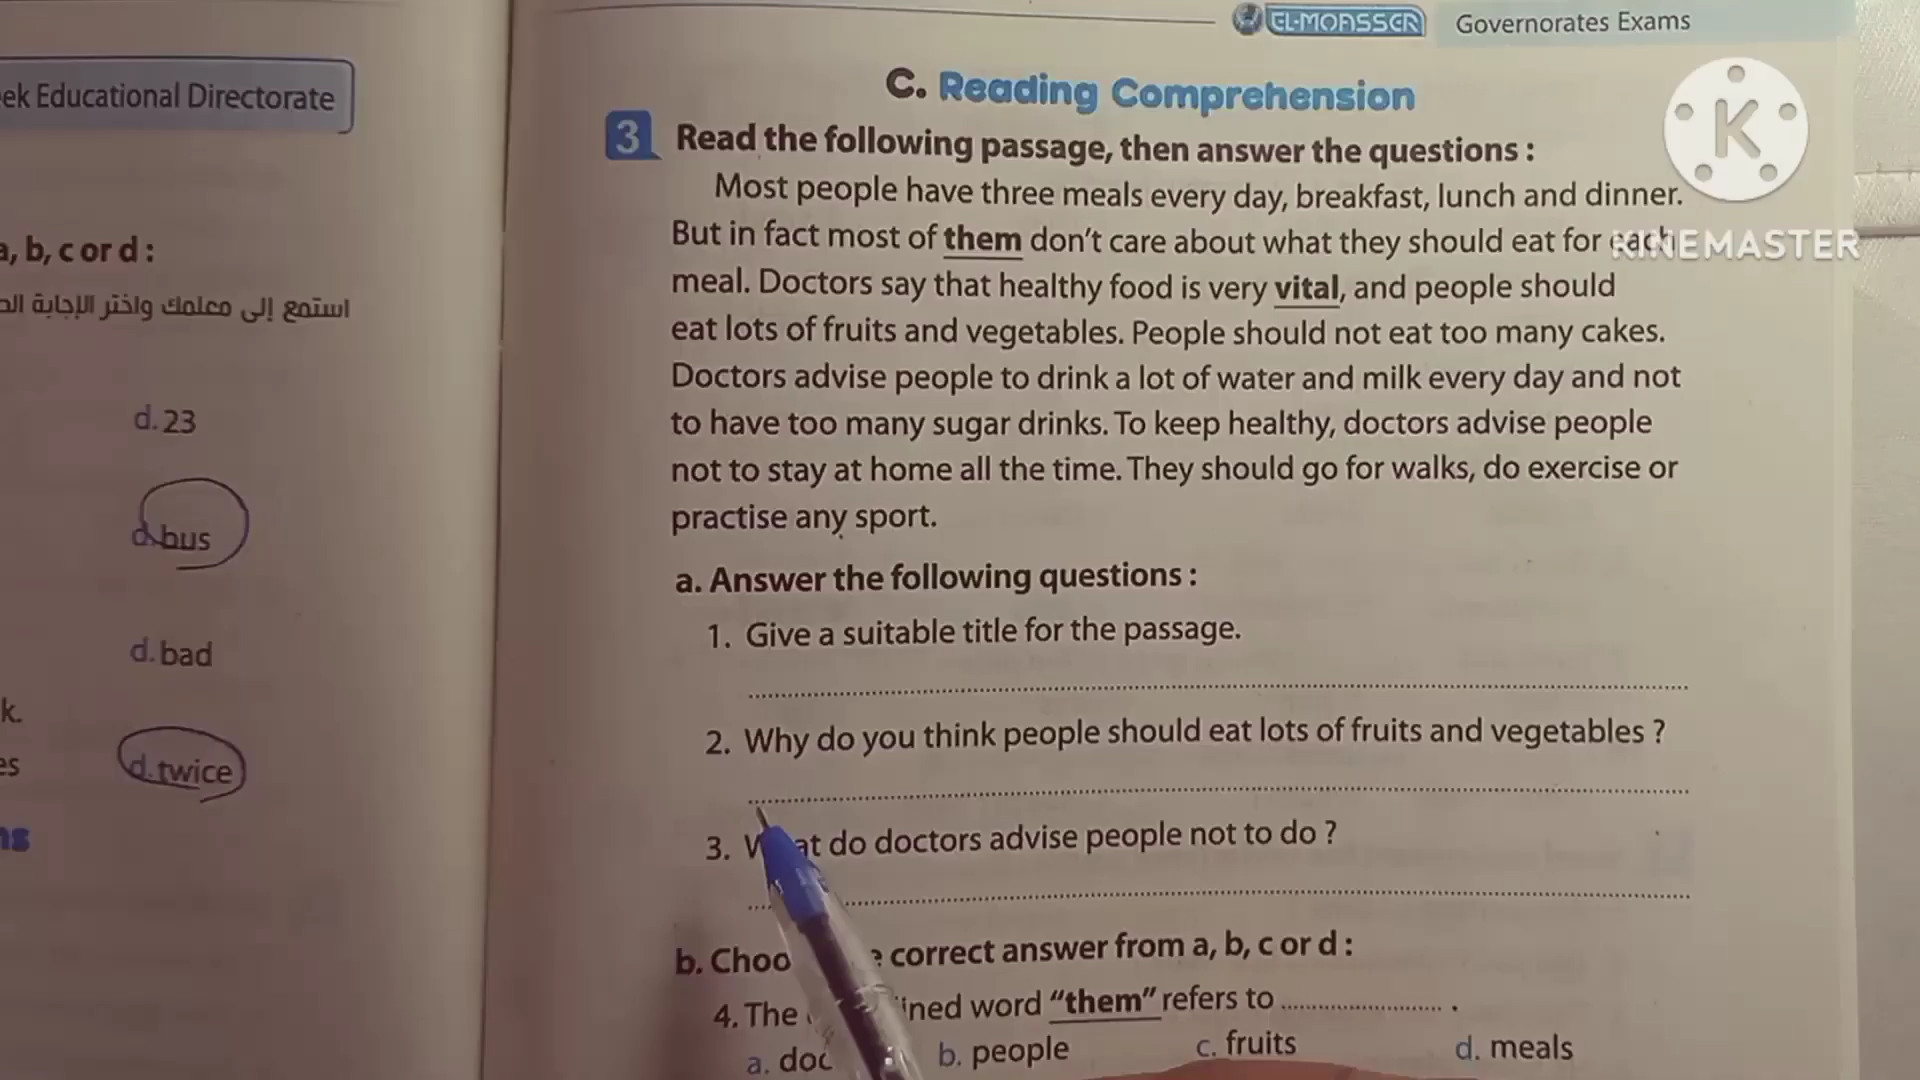 ek Educational Directorate
a, b, c or d :
استمع إلى معلمك واختر الإجابة
d. 23
d. bus
d. bad
k.
es
d. twice
ns
EL-MOASSER Governorates Exams
C. Reading Comprehension
3 Read the following passage, then answer the questions :
Most people have three meals every day, breakfast, lunch and dinner.
But in fact most of them don't care about what they should eat for each
meal. Doctors say that healthy food is very vital, and people should
eat lots of fruits and vegetables. People should not eat too many cakes.
Doctors advise people to drink a lot of water and milk every day and not
to have too many sugar drinks. To keep healthy, doctors advise people
not to stay at home all the time. They should go for walks, do exercise or
practise any sport.
a. Answer the following questions :
1. Give a suitable title for the passage.
2. Why do you think people should eat lots of fruits and vegetables ?
3. What do doctors advise people not to do ?
b. Choo correct answer from a, b, c or d :
4. The ined word "them" refers to .................... .
a. doc b. people c. fruits d. meals
K
KINEMASTER